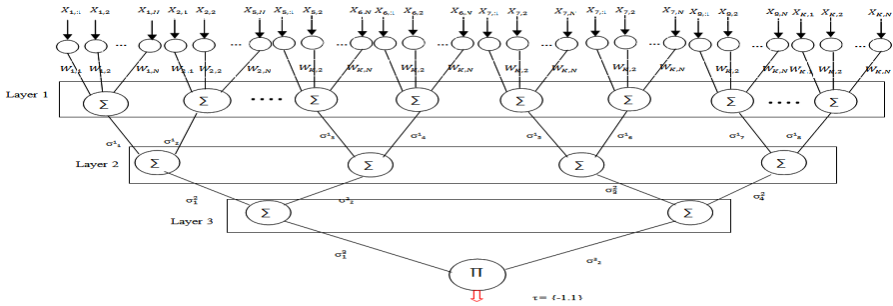 X1,1 X1,2 X1,N X2,1 X2,2 X5,N X5,1 X5,2 X6,N X6,1 X6,2 X6,N X7,1 X7,2 X7,N X7,1 X7,2 X7,N X8,1 X8,2 X8,N XK,1 XK,2 XK,N
... ... ... ... ... ... ... ...
W1,1 W1,2 W1,N W2,1 W2,2 W2,N WK,2 WK,N WK,2 WK,N WK,2 WK,N WK,2 WK,N WK,2 WK,N WK,1 WK,2 WK,N
Layer 1 Σ Σ .... Σ Σ Σ Σ Σ .... Σ
σ¹1 σ¹2 σ¹3 σ¹4 σ¹5 σ¹6 σ¹7 σ¹8
Layer 2 Σ Σ Σ Σ
σ²1 σ²2 σ²3 σ²4
Layer 3 Σ Σ
σ²1 σ³2
Π
τ = {-1,1}